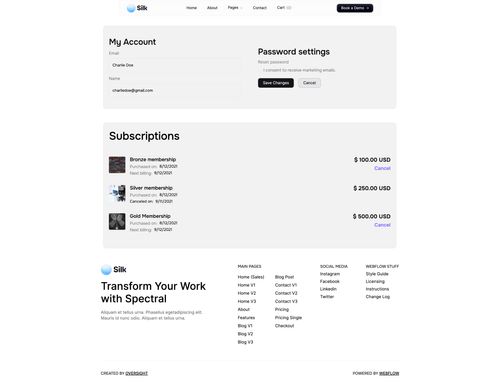 Silk
Home
About
Pages
Contact
Cart
Book a Demo
My Account
Email
Charlie Doe
Name
charliedoe@gmail.com
Password settings
Reset password
I consent to receive marketing emails.
Save Changes
Cancel
Subscriptions
Bronze membership
Purchased on: 8/12/2021
Next billing: 9/12/2021
$ 100.00 USD
Cancel
Silver membership
Purchased on: 8/12/2021
Canceled on: 9/11/2021
$ 250.00 USD
Gold Membership
Purchased on: 8/12/2021
Next billing: 9/12/2021
$ 500.00 USD
Cancel
Silk
Transform Your Work
with Spectral
Aliquam et tellus urna. Phasellus egetadipiscing elit.
Mauris id nunc odio. Aliquam et tellus urna.
MAIN PAGES
Home (Sales)
Home V1
Home V2
Home V3
About
Features
Blog V1
Blog V2
Blog V3
Blog Post
Contact V1
Contact V2
Contact V3
Pricing
Pricing Single
Checkout
SOCIAL MEDIA
Instagram
Facebook
Linkedin
Twitter
WEBFLOW STUFF
Style Guide
Licensing
Instructions
Change Log
CREATED BY OVERSIGHT
POWERED BY WEBFLOW